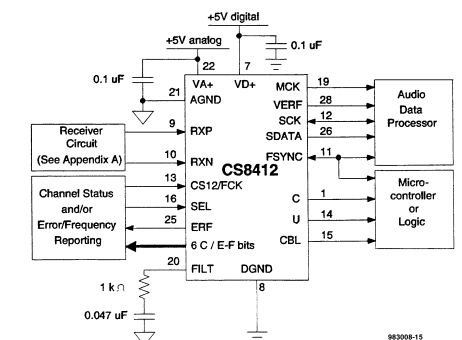 +5V digital
+5V analog
0.1 uF
0.1 uF
22
7
VA+
VD+
21
AGND
MCK
19
VERF
28
SCK
12
SDATA
26
FSYNC
11
Audio
Data
Processor
Receiver
Circuit
(See Appendix A)
9
RXP
10
RXN
CS8412
13
CS12/FCK
16
SEL
25
ERF
6 C / E-F bits
Channel Status
and/or
Error/Frequency
Reporting
C
1
U
14
CBL
15
Micro-
controller
or
Logic
20
FILT
DGND
8
1 kΩ
0.047 uF
983008-15